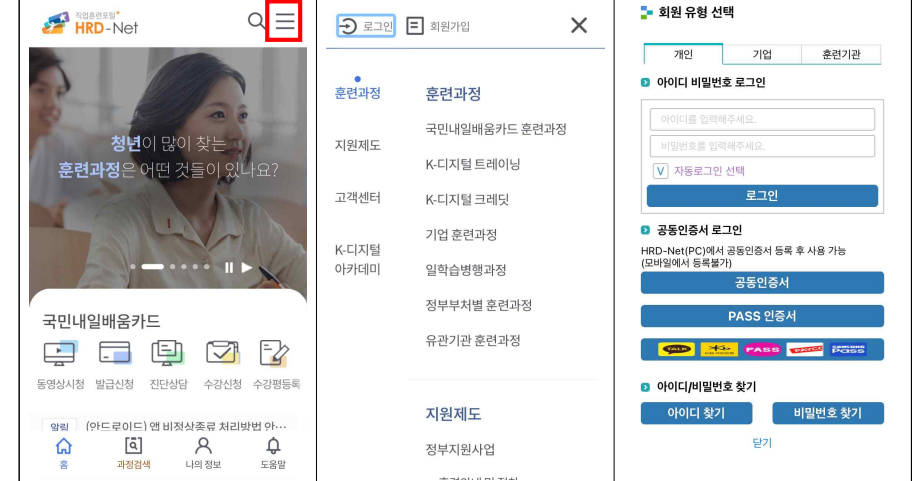 직업훈련포털
HRD-Net
청년이 많이 찾는
훈련과정은 어떤 것들이 있나요?
국민내일배움카드
동영상시청
발급신청
진단상담
수강신청
수강평등록
알림 (안드로이드) 앱 비정상종료 처리방법 안…
홈
과정검색
나의 정보
도움말
로그인
회원가입
훈련과정
지원제도
고객센터
K-디지털
아카데미
훈련과정
국민내일배움카드 훈련과정
K-디지털 트레이닝
K-디지털 크레딧
기업 훈련과정
일학습병행과정
정부부처별 훈련과정
유관기관 훈련과정
지원제도
정부지원사업
회원 유형 선택
개인
기업
훈련기관
아이디 비밀번호 로그인
아이디를 입력해주세요.
비밀번호를 입력해주세요.
V 자동로그인 선택
로그인
공동인증서 로그인
HRD-Net(PC)에서 공동인증서 등록 후 사용 가능
(모바일에서 등록불가)
공동인증서
PASS 인증서
TALK
PASS
PAYCO
SAMSUNG
PASS
아이디/비밀번호 찾기
아이디 찾기
비밀번호 찾기
닫기